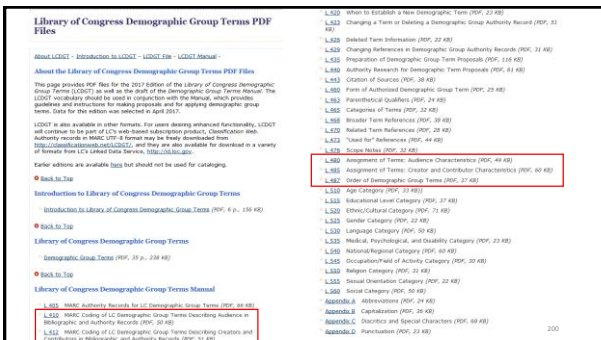 Library of Congress Demographic Group Terms PDF
Files
About LCDGT - Introduction to LCDGT - LCDGT File - LCDGT Manual -
About the Library of Congress Demographic Group Terms PDF Files
This page provides PDF files for the 2017 Edition of the Library of Congress Demographic
Group Terms (LCDGT) as well as the draft of the Demographic Group Terms Manual. The
LCDGT vocabulary should be used in conjunction with the Manual, which provides
guidelines and instructions for making proposals and for applying demographic group
terms. Data for this edition was selected in April 2017.
LCDGT is also available in other formats. For users desiring enhanced functionality, LCDGT
will continue to be part of LC's web-based subscription product, Classification Web.
Authority records in MARC UTF-8 format may be freely downloaded from
http://classificationweb.net/LCDGT/, and they are also available for download in a variety
of formats from LC's Linked Data Service, http://id.loc.gov.
Earlier editions are available here but should not be used for cataloging.
Back to Top
Introduction to Library of Congress Demographic Group Terms
Introduction to Library of Congress Demographic Group Terms (PDF, 6 p., 156 KB)
Back to Top
Library of Congress Demographic Group Terms
Demographic Group Terms (PDF, 35 p., 238 KB)
Back to Top
Library of Congress Demographic Group Terms Manual
L 405 MARC Authority Records for LC Demographic Group Terms (PDF, 66 KB)
L 410 MARC Coding of LC Demographic Group Terms Describing Audience in
Bibliographic and Authority Records (PDF, 50 KB)
L 412 MARC Coding of LC Demographic Group Terms Describing Creators and
Contributors in Bibliographic and Authority Records (PDF, 51 KB)
L 420 When to Establish a New Demographic Term (PDF, 23 KB)
L 423 Changing a Term or Deleting a Demographic Group Authority Record (PDF, 51
KB)
L 426 Deleted Term Information (PDF, 22 KB)
L 429 Changing References in Demographic Group Authority Records (PDF, 31 KB)
L 435 Preparation of Demographic Group Term Proposals (PDF, 116 KB)
L 440 Authority Research for Demographic Term Proposals (PDF, 61 KB)
L 443 Citation of Sources (PDF, 38 KB)
L 460 Form of Authorized Demographic Group Term (PDF, 25 KB)
L 463 Parenthetical Qualifiers (PDF, 24 KB)
L 465 Categories of Terms (PDF, 32 KB)
L 468 Broader Term References (PDF, 38 KB)
L 470 Related Term References (PDF, 28 KB)
L 473 "Used for" References (PDF, 44 KB)
L 476 Scope Notes (PDF, 32 KB)
L 480 Assignment of Terms: Audience Characteristics (PDF, 49 KB)
L 485 Assignment of Terms: Creator and Contributor Characteristics (PDF, 60 KB)
L 487 Order of Demographic Group Terms (PDF, 27 KB)
L 510 Age Category (PDF, 33 KB))
L 515 Educational Level Category (PDF, 37 KB)
L 520 Ethnic/Cultural Category (PDF, 71 KB)
L 525 Gender Category (PDF, 22 KB)
L 530 Language Category (PDF, 50 KB)
L 535 Medical, Psychological, and Disability Category (PDF, 23 KB)
L 540 National/Regional Category (PDF, 60 KB)
L 545 Occupation/Field of Activity Category (PDF, 30 KB)
L 550 Religion Category (PDF, 31 KB)
L 555 Sexual Orientation Category (PDF, 22 KB)
L 560 Social Category (PDF, 50 KB)
Appendix A Abbreviations (PDF, 24 KB)
Appendix B Capitalization (PDF, 36 KB)
Appendix C Diacritics and Special Characters (PDF, 68 KB)
Appendix D Punctuation (PDF, 23 KB)
200